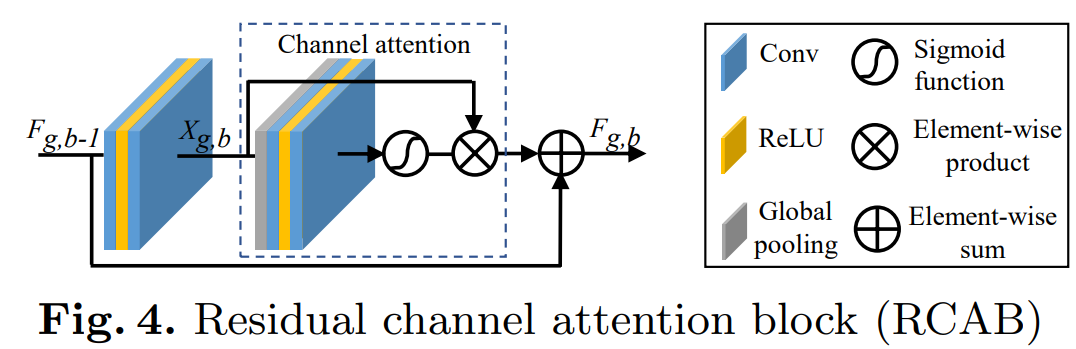 Channel attention
F_{g,b-1}
X_{g,b}
F_{g,b}
Conv
Sigmoid
function
ReLU
Element-wise
product
Global
pooling
Element-wise
sum
Fig. 4. Residual channel attention block (RCAB)